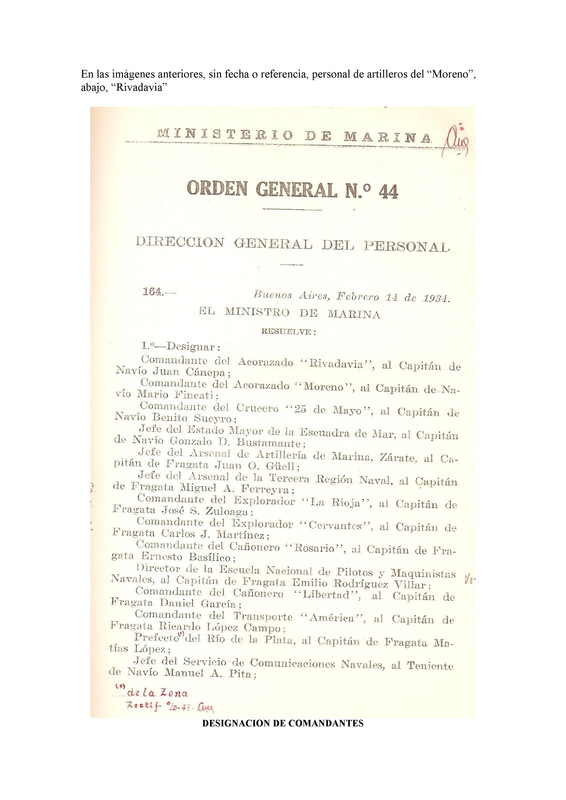 En las imágenes anteriores, sin fecha o referencia, personal de artilleros del “Moreno”,
abajo, “Rivadavia”
MINISTERIO DE MARINA
ORDEN GENERAL N.º 44
DIRECCION GENERAL DEL PERSONAL
164.— Buenos Aires, Febrero 14 de 1934.
EL MINISTRO DE MARINA
RESUELVE:
1.º—Designar:
Comandante del Acorazado “Rivadavia”, al Capitán de
Navío Juan Cánepa;
Comandante del Acorazado “Moreno”, al Capitán de Na-
vío Mario Fincati;
Comandante del Crucero “25 de Mayo”, al Capitán de
Navío Benito Sueyro;
Jefe del Estado Mayor de la Escuadra de Mar, al Capitán
de Navío Gonzalo D. Bustamante;
Jefe del Arsenal de Artillería de Marina, Zárate, al Ca-
pitán de Fragata Juan O. Güell;
Jefe del Arsenal de la Tercera Región Naval, al Capitán
de Fragata Miguel A. Ferreyra;
Comandante del Explorador “La Rioja”, al Capitán de
Fragata José S. Zuloaga;
Comandante del Explorador “Cervantes”, al Capitán de
Fragata Carlos J. Martínez;
Comandante del Cañonero “Rosario”, al Capitán de Fra-
gata Ernesto Basílico;
Director de la Escuela Nacional de Pilotos y Maquinistas
Navales, al Capitán de Fragata Emilio Rodríguez Villar;
Comandante del Cañonero “Libertad”, al Capitán de
Fragata Daniel García;
Comandante del Transporte “América”, al Capitán de
Fragata Ricardo López Campo;
Prefecto del Río de la Plata, al Capitán de Fragata Ma-
tías López;
Jefe del Servicio de Comunicaciones Navales, al Teniente
de Navío Manuel A. Pita;
de la Zona
Rectif-
DESIGNACION DE COMANDANTES